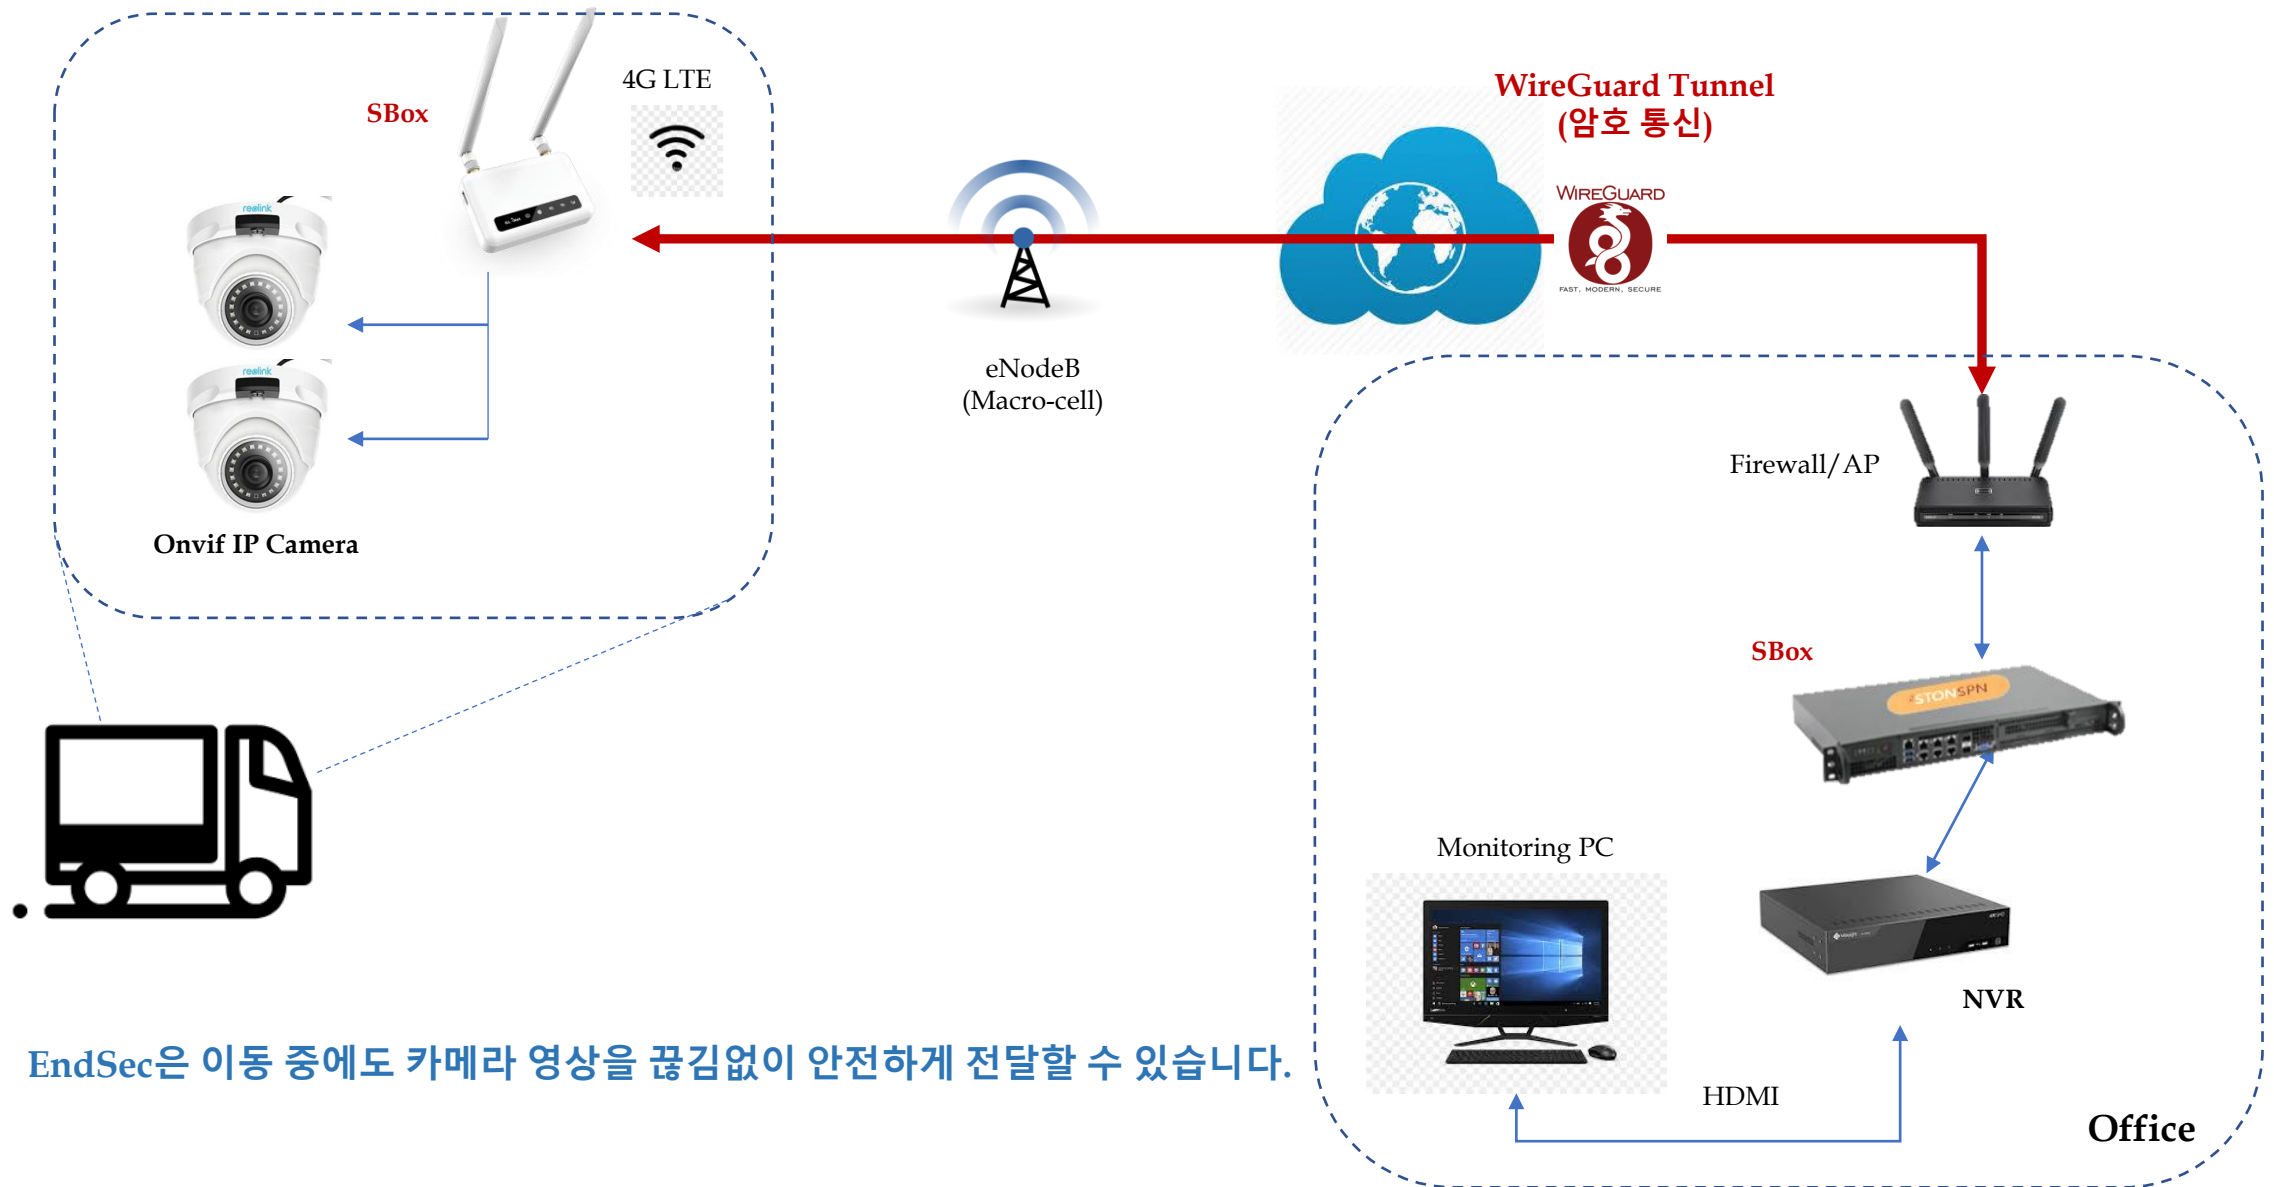 4G LTE
SBox
reolink
reolink
Onvif IP Camera
eNodeB
(Macro-cell)
WireGuard Tunnel
(암호 통신)
WIREGUARD
FAST, MODERN, SECURE
Firewall/AP
SBox
STONSPN
Monitoring PC
NVR
HDMI
Office
EndSec은 이동 중에도 카메라 영상을 끊김없이 안전하게 전달할 수 있습니다.